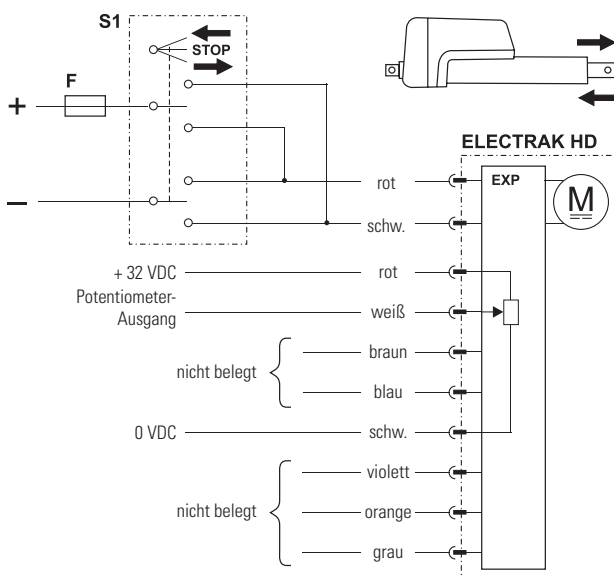 S1
STOP
F
+
−
ELECTRAK HD
EXP
M
rot
schw.
+ 32 VDC
rot
Potentiometer-
Ausgang
weiß
nicht belegt
braun
blau
0 VDC
schw.
nicht belegt
violett
orange
grau